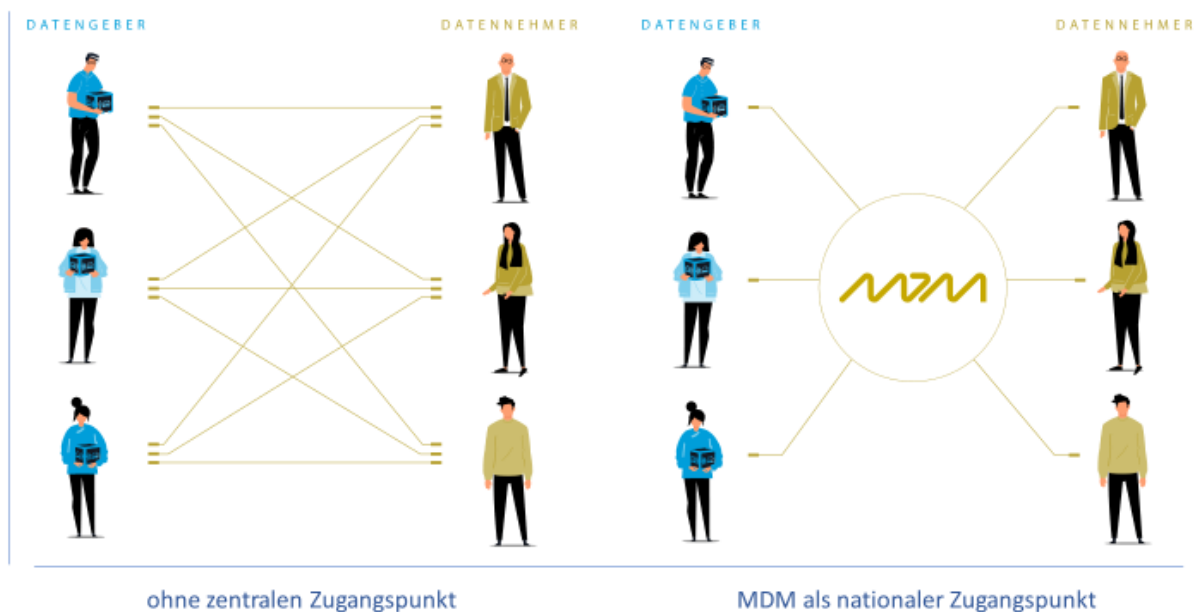 DATENGEBER
DATENNEHMER
DATENGEBER
DATENNEHMER
MDM
ohne zentralen Zugangspunkt
MDM als nationaler Zugangspunkt